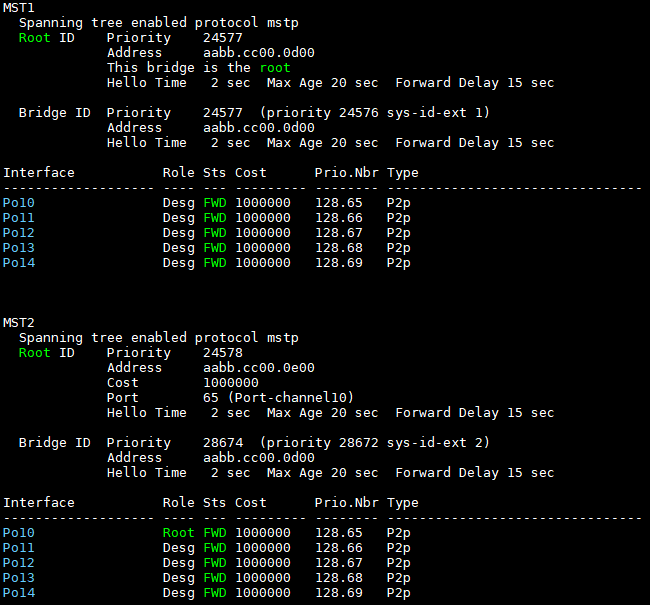 MST1
  Spanning tree enabled protocol mstp
  Root ID    Priority    24577
             Address     aabb.cc00.0d00
             This bridge is the root
             Hello Time   2 sec  Max Age 20 sec  Forward Delay 15 sec

  Bridge ID  Priority    24577  (priority 24576 sys-id-ext 1)
             Address     aabb.cc00.0d00
             Hello Time   2 sec  Max Age 20 sec  Forward Delay 15 sec

Interface           Role Sts Cost      Prio.Nbr Type
------------------- ---- --- --------- -------- --------------------------------
Po10                Desg FWD 1000000   128.65   P2p
Po11                Desg FWD 1000000   128.66   P2p
Po12                Desg FWD 1000000   128.67   P2p
Po13                Desg FWD 1000000   128.68   P2p
Po14                Desg FWD 1000000   128.69   P2p

MST2
  Spanning tree enabled protocol mstp
  Root ID    Priority    24578
             Address     aabb.cc00.0e00
             Cost        1000000
             Port        65 (Port-channel10)
             Hello Time   2 sec  Max Age 20 sec  Forward Delay 15 sec

  Bridge ID  Priority    28674  (priority 28672 sys-id-ext 2)
             Address     aabb.cc00.0d00
             Hello Time   2 sec  Max Age 20 sec  Forward Delay 15 sec

Interface           Role Sts Cost      Prio.Nbr Type
------------------- ---- --- --------- -------- --------------------------------
Po10                Root FWD 1000000   128.65   P2p
Po11                Desg FWD 1000000   128.66   P2p
Po12                Desg FWD 1000000   128.67   P2p
Po13                Desg FWD 1000000   128.68   P2p
Po14                Desg FWD 1000000   128.69   P2p